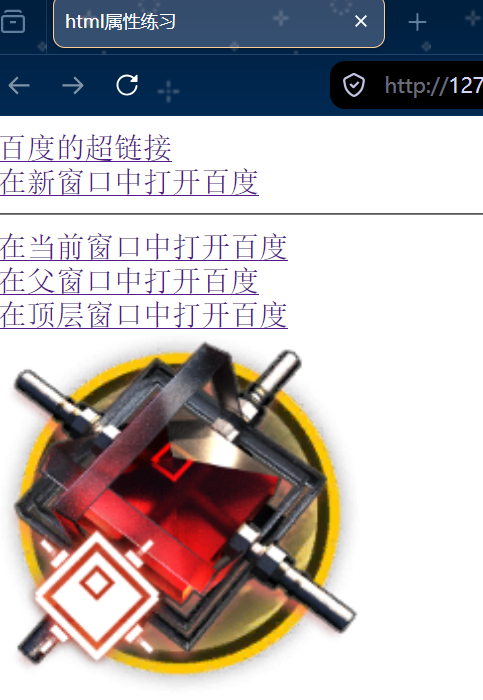 html属性练习
http://127
百度的超链接
在新窗口中打开百度
在当前窗口中打开百度
在父窗口中打开百度
在顶层窗口中打开百度